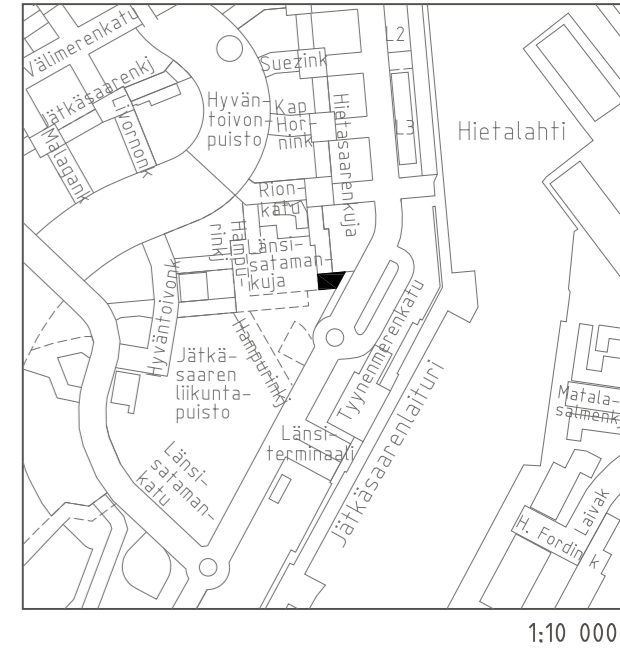 Välimerenkatu
Suezink
L2
Jätkäsaarenkj
Livornonk
Malagank
Hyvän-
toivon-
puisto
Kap
Hor-
nink
Hietasaarenkuja
L3
Hietalahti
Rion-
katu
Hampu-
rinkj
Länsi-
sataman-
kuja
Hyväntoivonk
Hampurinkj
Tyynenmerenkatu
Jätkä-
saaren
liikunta-
puisto
Matala-
salmenkj
Länsi-
terminaali
Jätkäsaarenlaituri
Länsi-
sataman-
katu
Laivak
H. Fordin k
1:10 000